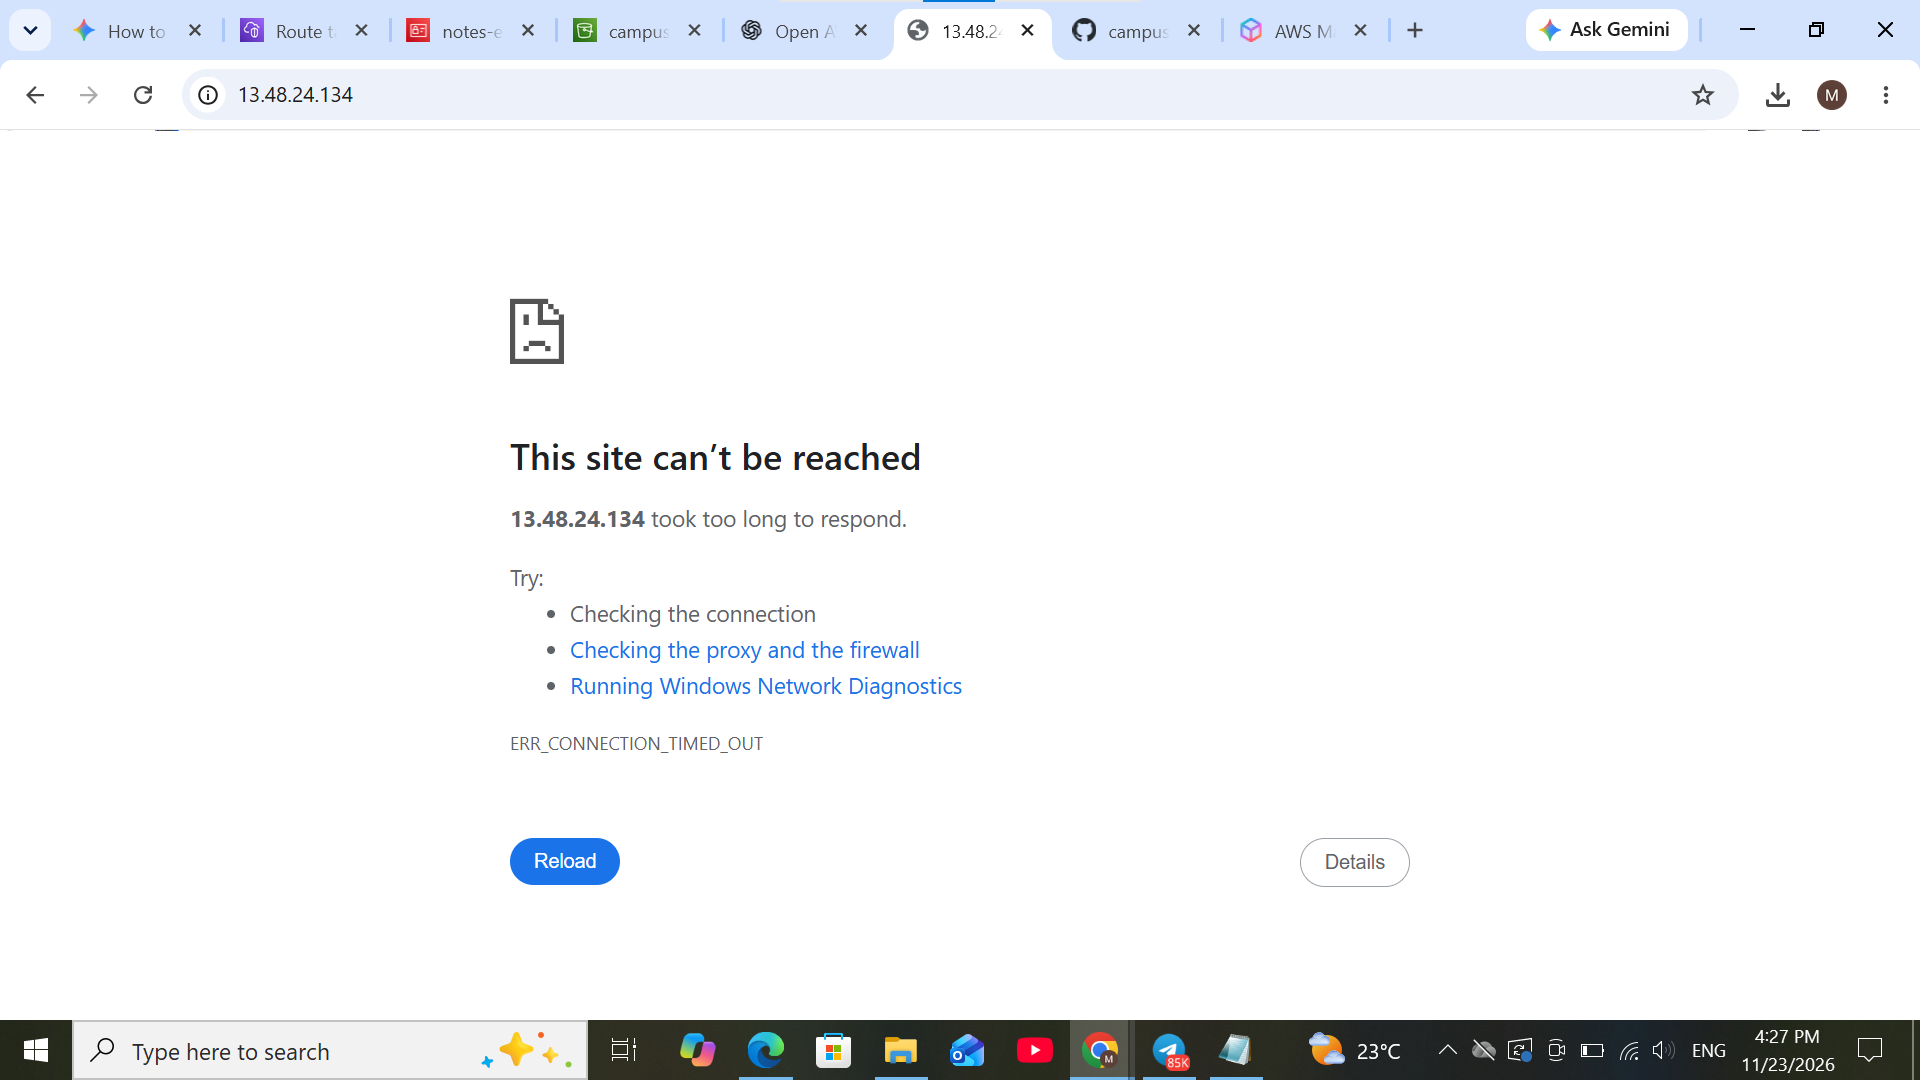 How to
Route t
notes-e
campus
Open A
13.48.24
campus
AWS M
Ask Gemini
13.48.24.134
M
This site can’t be reached
13.48.24.134 took too long to respond.
Try:
Checking the connection
Checking the proxy and the firewall
Running Windows Network Diagnostics
ERR_CONNECTION_TIMED_OUT
Reload
Details
Type here to search
M
85K
23°C
ENG
4:27 PM
11/23/2026